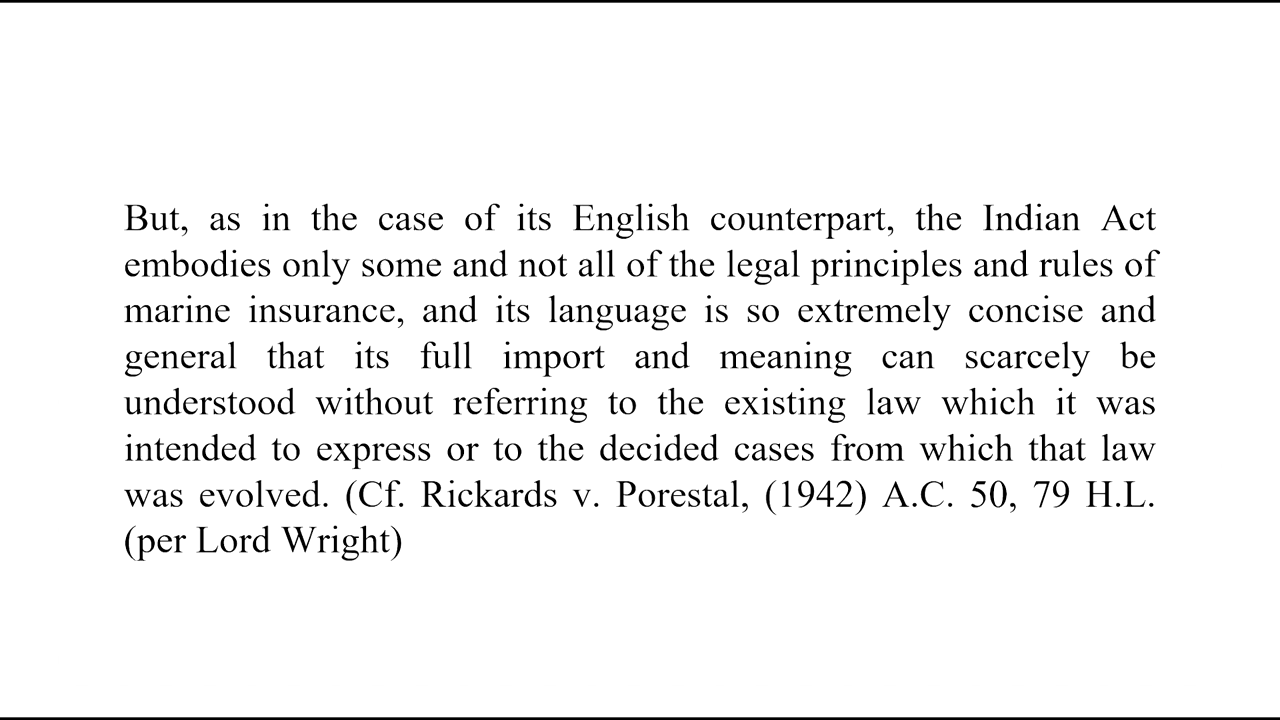 But, as in the case of its English counterpart, the Indian Act
embodies only some and not all of the legal principles and rules of
marine insurance, and its language is so extremely concise and
general that its full import and meaning can scarcely be
understood without referring to the existing law which it was
intended to express or to the decided cases from which that law
was evolved. (Cf. Rickards v. Porestal, (1942) A.C. 50, 79 H.L.
(per Lord Wright)